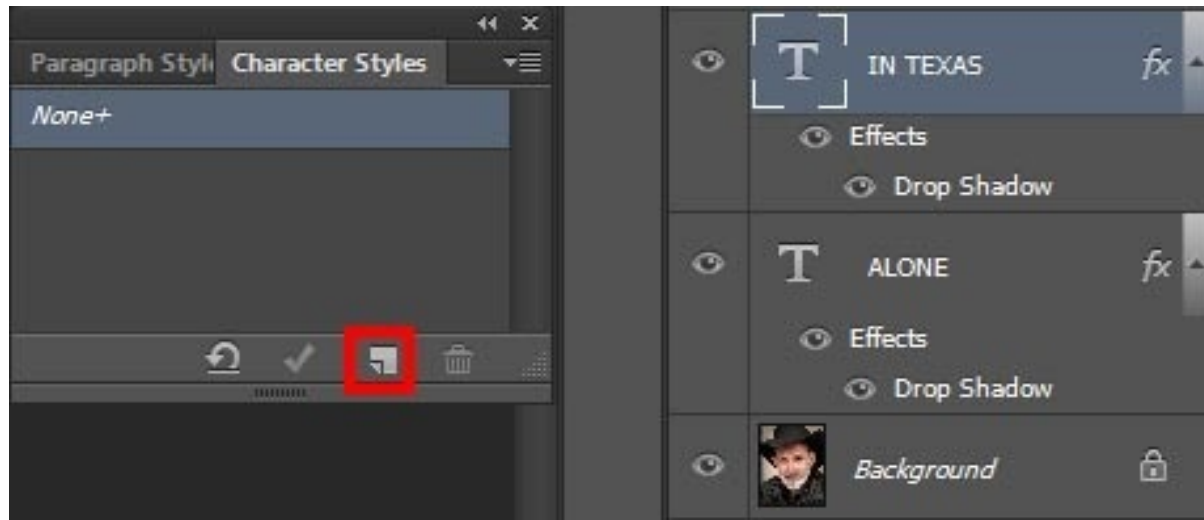 Paragraph Styl Character Styles
None+
T IN TEXAS fx
Effects
Drop Shadow
T ALONE fx
Effects
Drop Shadow
Background